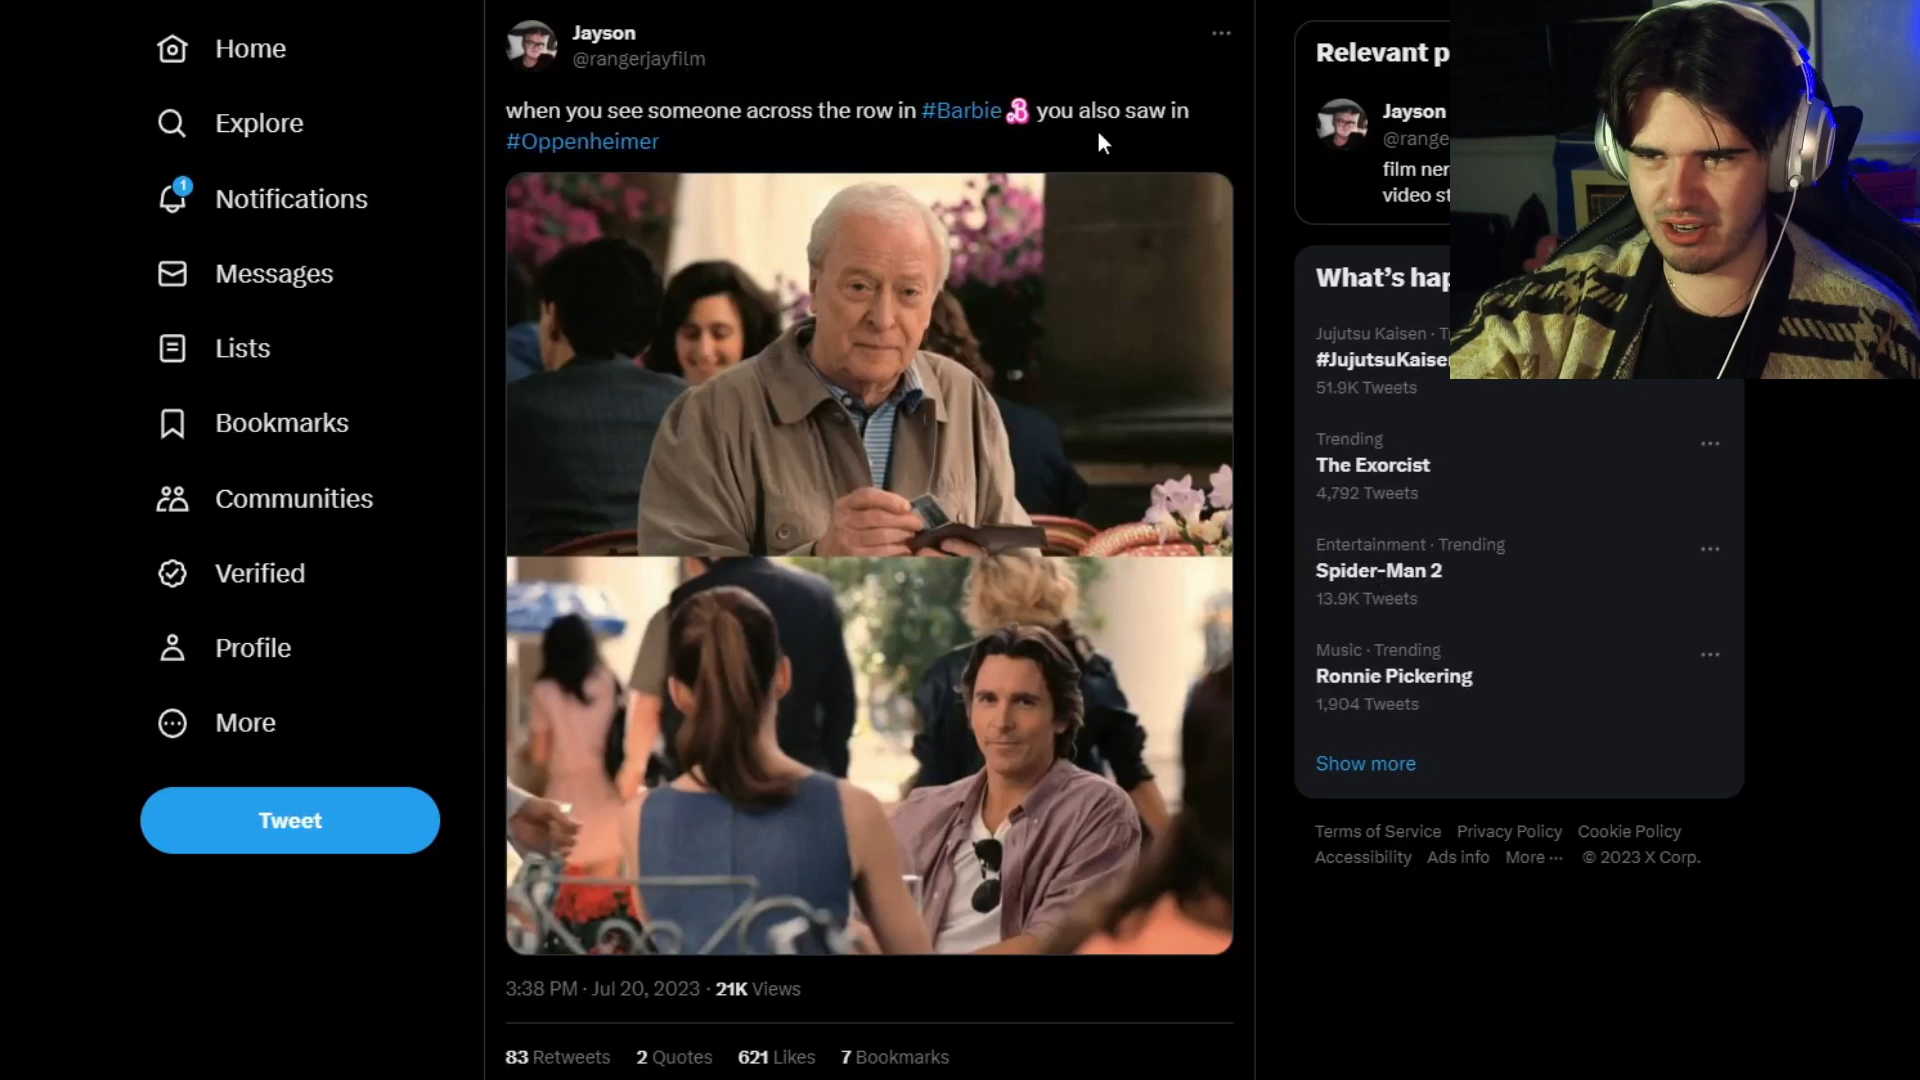 Home
Explore
1
Notifications
Messages
Lists
Bookmarks
Communities
Verified
Profile
More
Tweet
Jayson
@rangerjayfilm
when you see someone across the row in #Barbie you also saw in
#Oppenheimer
3:38 PM · Jul 20, 2023 · 21K Views
83 Retweets 2 Quotes 621 Likes 7 Bookmarks
Relevant p
Jayson
@range
film ner
video st
What's hap
Jujutsu Kaisen · T
#JujutsuKaise
51.9K Tweets
Trending
The Exorcist
4,792 Tweets
Entertainment · Trending
Spider-Man 2
13.9K Tweets
Music · Trending
Ronnie Pickering
1,904 Tweets
Show more
Terms of Service Privacy Policy Cookie Policy
Accessibility Ads info More ··· © 2023 X Corp.